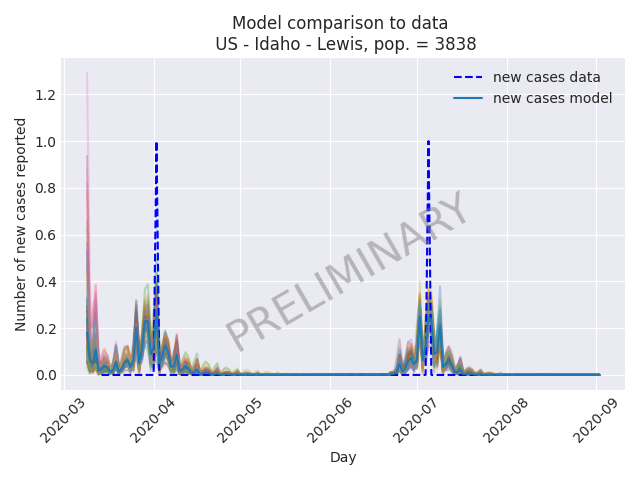 Model comparison to data
US - Idaho - Lewis, pop. = 3838
new cases data
new cases model
Number of new cases reported
1.2
1.0
0.8
0.6
0.4
0.2
0.0
PRELIMINARY
2020-03
2020-04
2020-05
2020-06
2020-07
2020-08
2020-09
Day